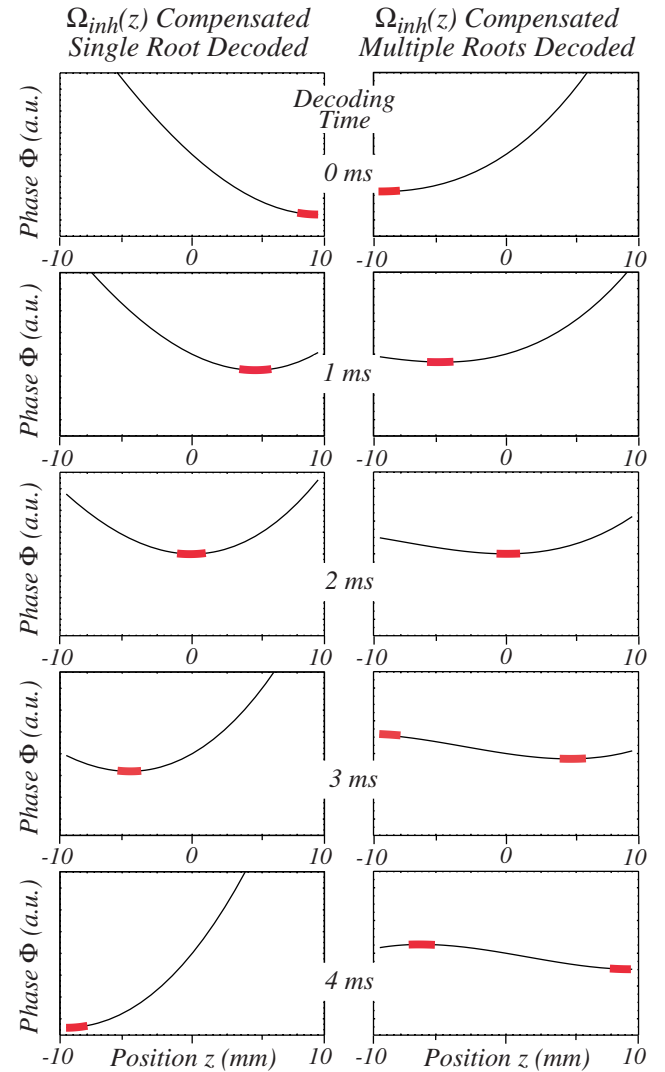 Ω_inh(z) Compensated
Single Root Decoded
Ω_inh(z) Compensated
Multiple Roots Decoded
Decoding
Time
Phase Φ (a.u.)
0 ms
-10 0 10
-10 0 10
Phase Φ (a.u.)
1 ms
-10 0 10
-10 0 10
Phase Φ (a.u.)
2 ms
-10 0 10
-10 0 10
Phase Φ (a.u.)
3 ms
-10 0 10
-10 0 10
Phase Φ (a.u.)
4 ms
-10 Position z (mm) 10
-10 Position z (mm) 10